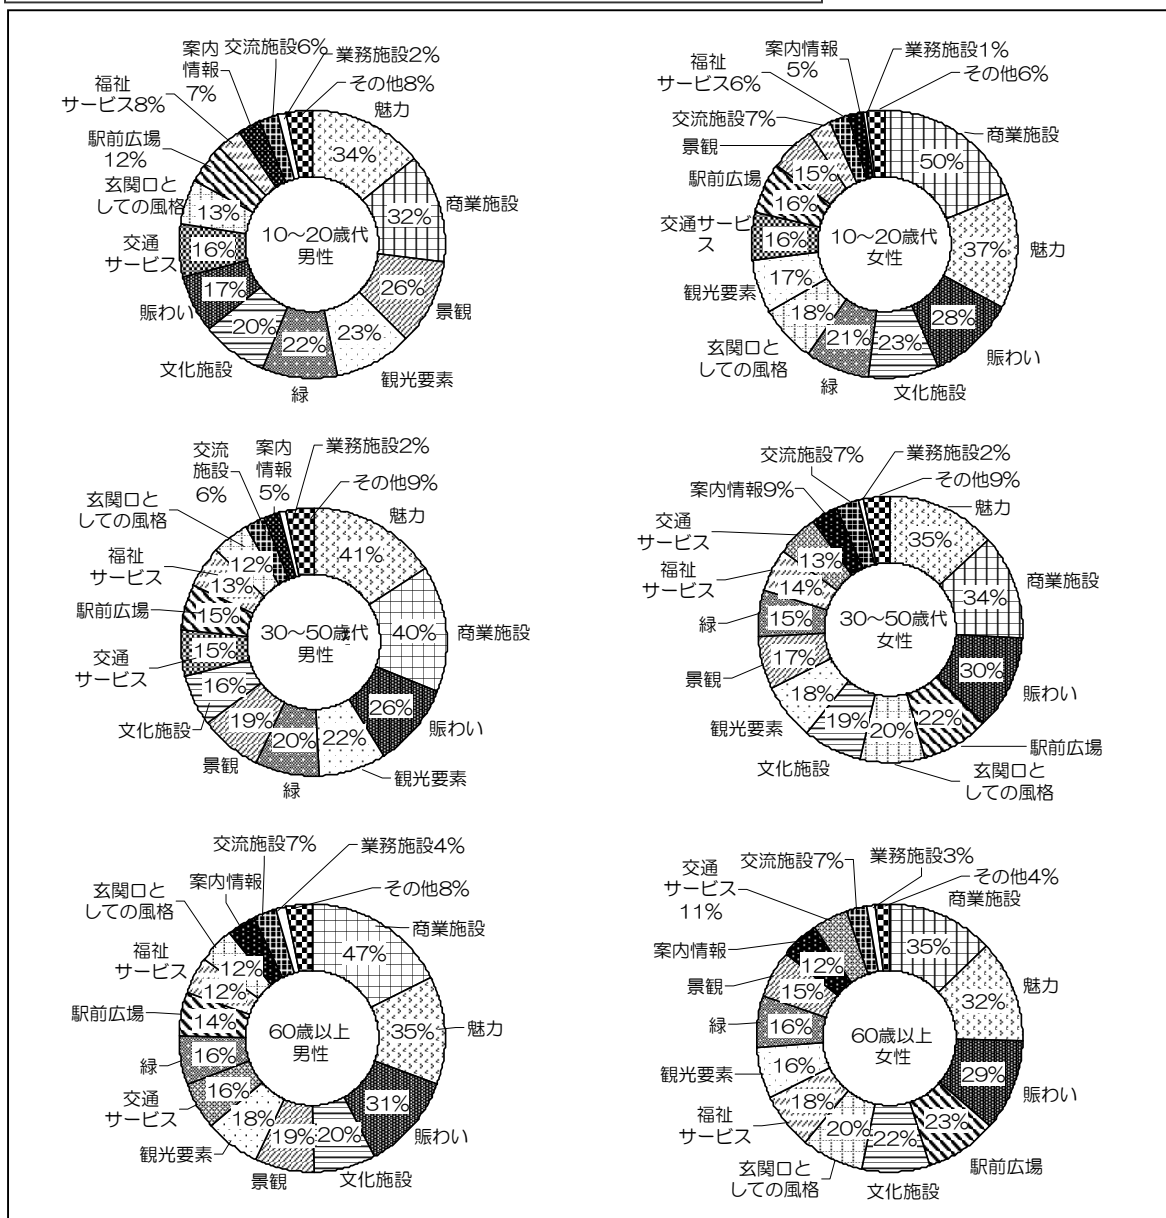 案内
情報
7%
交流施設6%
業務施設2%
その他8%
福祉
サービス8%
魅力
34%
駅前広場
12%
玄関口と
しての風格
13%
商業施設
32%
10～20歳代
男性
交通
サービス
16%
26%
景観
賑わい
17%
20%
22%
23%
文化施設
緑
観光要素
福祉
サービス6%
案内情報
5%
業務施設1%
その他6%
交流施設7%
商業施設
50%
景観
15%
駅前広場
16%
交通サービ
ス
16%
10～20歳代
女性
37%
魅力
観光要素
17%
18%
28%
賑わい
21%
23%
玄関口と
しての風格
緑
文化施設
交流
施設
6%
案内
情報
5%
業務施設2%
その他9%
玄関口と
しての風格
12%
魅力
41%
福祉
サービス
13%
駅前広場
15%
30～50歳代
男性
40%
商業施設
交通
サービス
15%
16%
26%
賑わい
文化施設
19%
20%
22%
景観
緑
観光要素
交流施設7%
業務施設2%
その他9%
案内情報9%
魅力
35%
交通
サービス
13%
福祉
サービス
14%
商業施設
34%
緑
15%
30～50歳代
女性
景観
17%
30%
賑わい
18%
19%
20%
22%
観光要素
文化施設
駅前広場
玄関口と
しての風格
交流施設7%
業務施設4%
その他8%
案内情報
玄関口と
しての風格
12%
商業施設
47%
福祉
サービス
12%
駅前広場
14%
60歳以上
男性
35%
魅力
緑
16%
交通
サービス
16%
31%
賑わい
18%
19%
20%
観光要素
景観
文化施設
交通
サービス
11%
交流施設7%
業務施設3%
その他4%
商業施設
35%
案内情報
12%
景観
15%
32%
魅力
緑
16%
60歳以上
女性
観光要素
16%
29%
賑わい
福祉
サービス
18%
20%
22%
23%
駅前広場
玄関口と
しての風格
文化施設